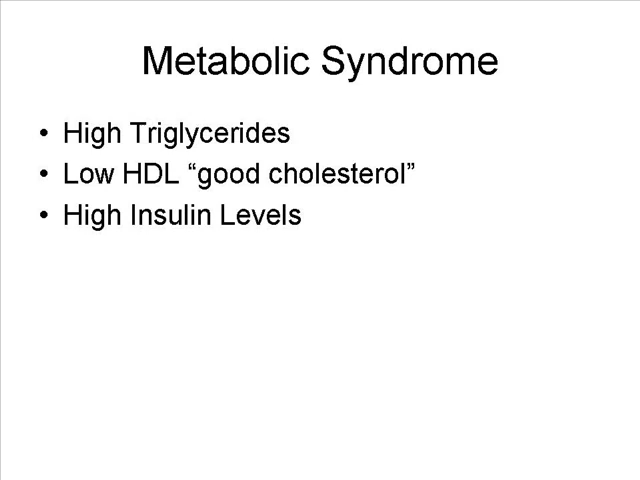 Metabolic Syndrome
• High Triglycerides
• Low HDL “good cholesterol”
• High Insulin Levels